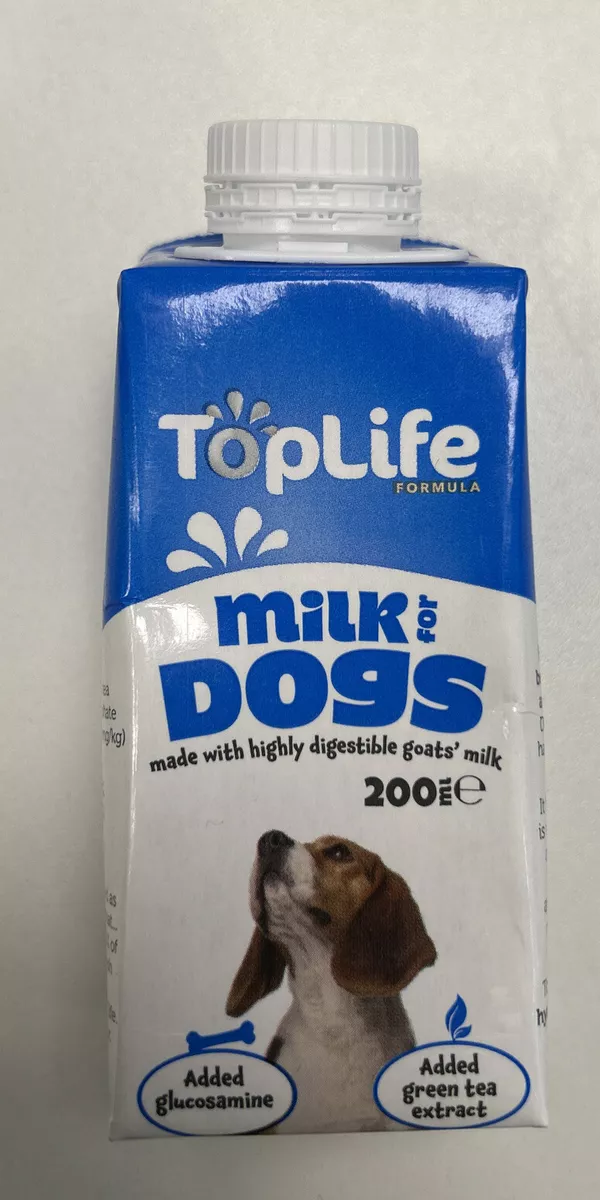 TopLife
FORMULA
milk for
DOGS
made with highly digestible goats' milk
200ml e
Added
glucosamine
Added
green tea
extract